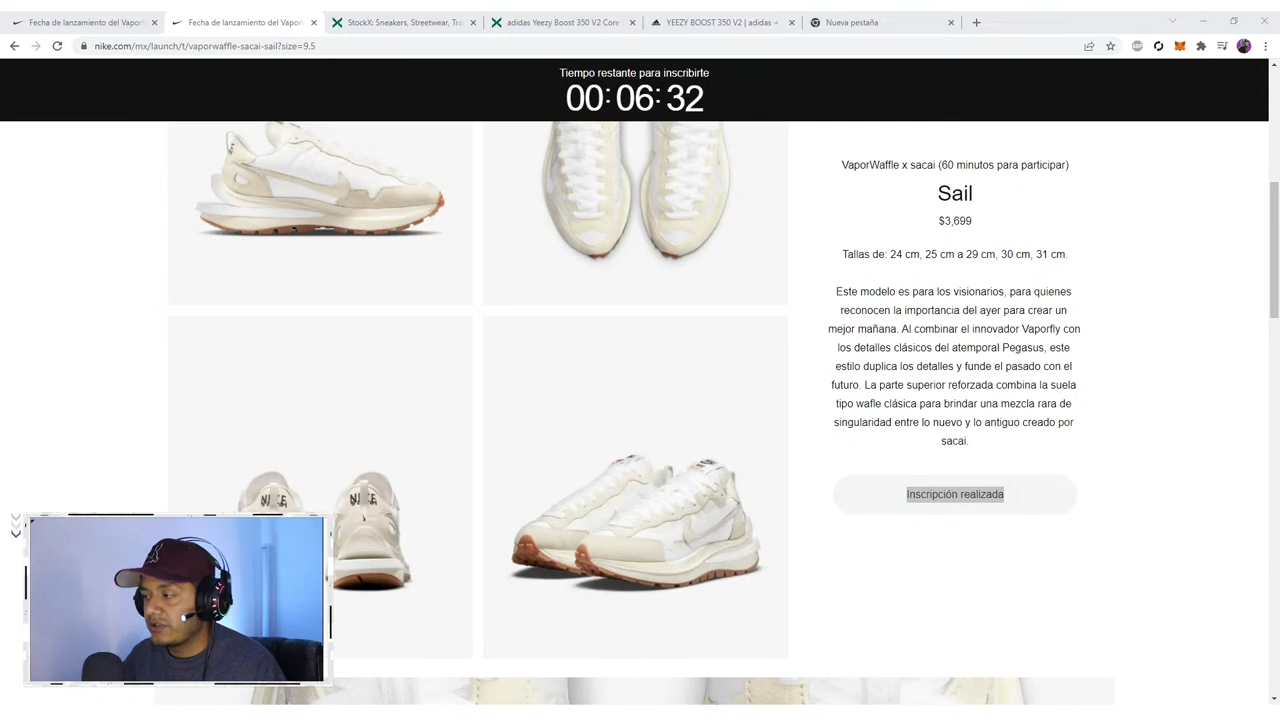 Fecha de lanzamiento del Vapor
Fecha de lanzamiento del Vapor
StockX: Sneakers, Streetwear, Tra
adidas Yeezy Boost 350 V2 Core
YEEZY BOOST 350 V2 | adidas +
Nueva pestaña
nike.com/mx/launch/t/vaporwaffle-sacai-sail?size=9.5
Tiempo restante para inscribirte
00: 06: 32
VaporWaffle x sacai (60 minutos para participar)
Sail
$3,699
Tallas de: 24 cm, 25 cm a 29 cm, 30 cm, 31 cm.
Este modelo es para los visionarios, para quienes
reconocen la importancia del ayer para crear un
mejor mañana. Al combinar el innovador Vaporfly con
los detalles clásicos del atemporal Pegasus, este
estilo duplica los detalles y funde el pasado con el
futuro. La parte superior reforzada combina la suela
tipo wafle clásica para brindar una mezcla rara de
singularidad entre lo nuevo y lo antiguo creado por
sacai.
Inscripción realizada